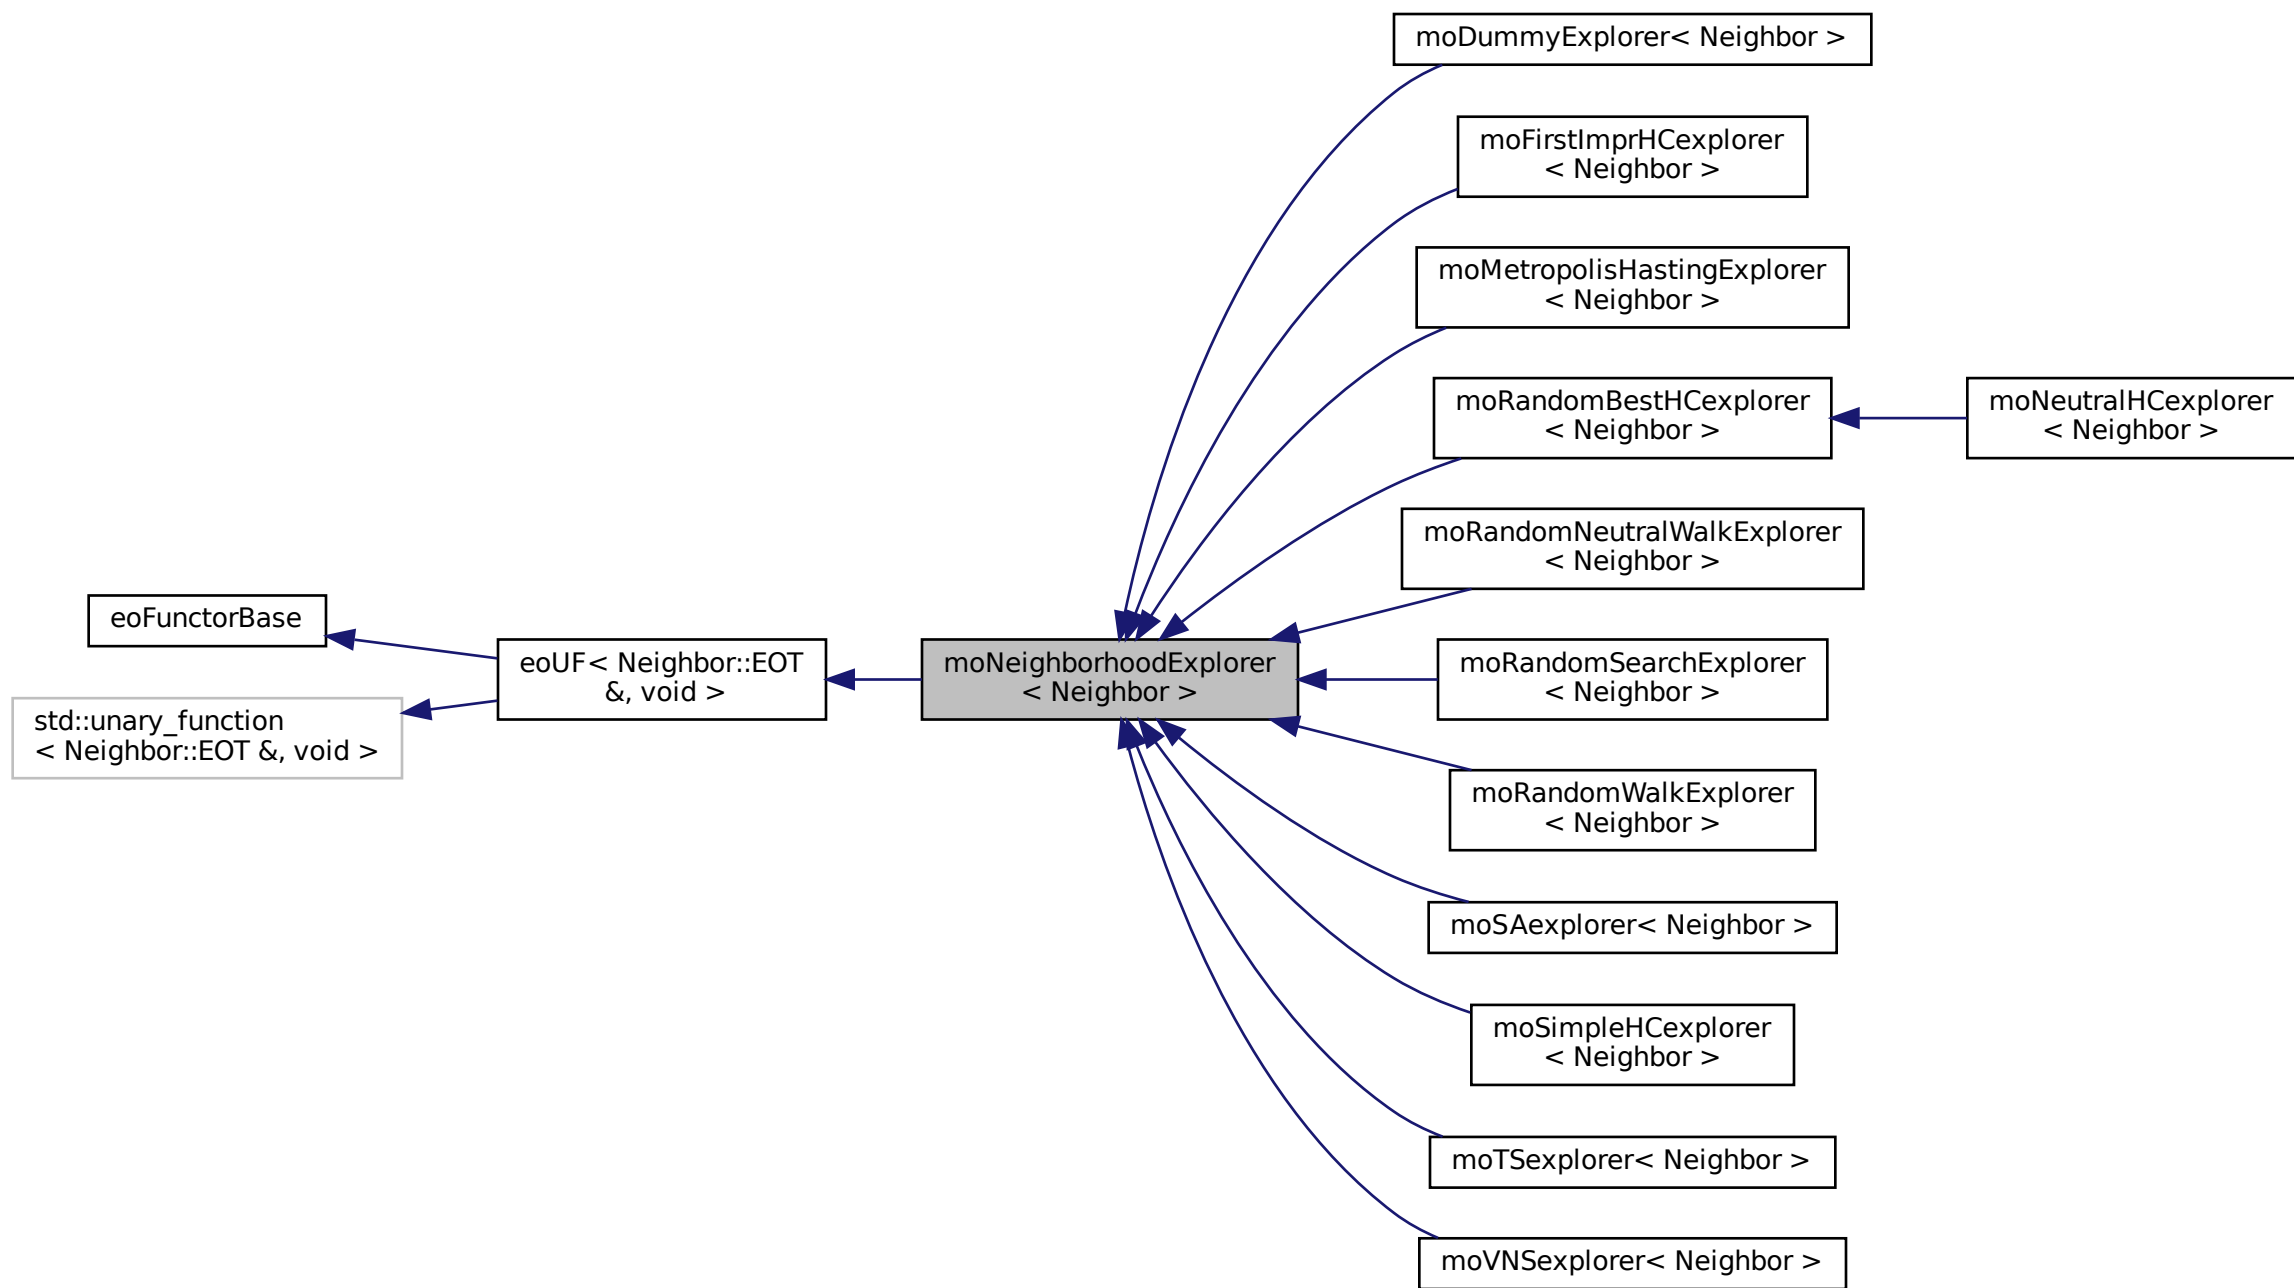 moDummyExplorer< Neighbor >
moFirstImprHCexplorer
< Neighbor >
moMetropolisHastingExplorer
< Neighbor >
moRandomBestHCexplorer
< Neighbor >
moNeutralHCexplorer
< Neighbor >
moRandomNeutralWalkExplorer
< Neighbor >
eoFunctorBase
std::unary_function
< Neighbor::EOT &, void >
eoUF< Neighbor::EOT
&, void >
moNeighborhoodExplorer
< Neighbor >
moRandomSearchExplorer
< Neighbor >
moRandomWalkExplorer
< Neighbor >
moSAexplorer< Neighbor >
moSimpleHCexplorer
< Neighbor >
moTSexplorer< Neighbor >
moVNSexplorer< Neighbor >